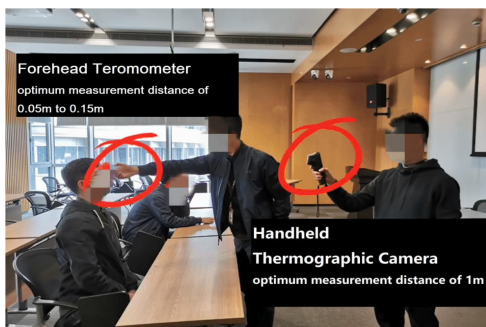 Forehead Teromometer
optimum measurement distance of
0.05m to 0.15m
Handheld
Thermographic Camera
optimum measurement distance of 1m